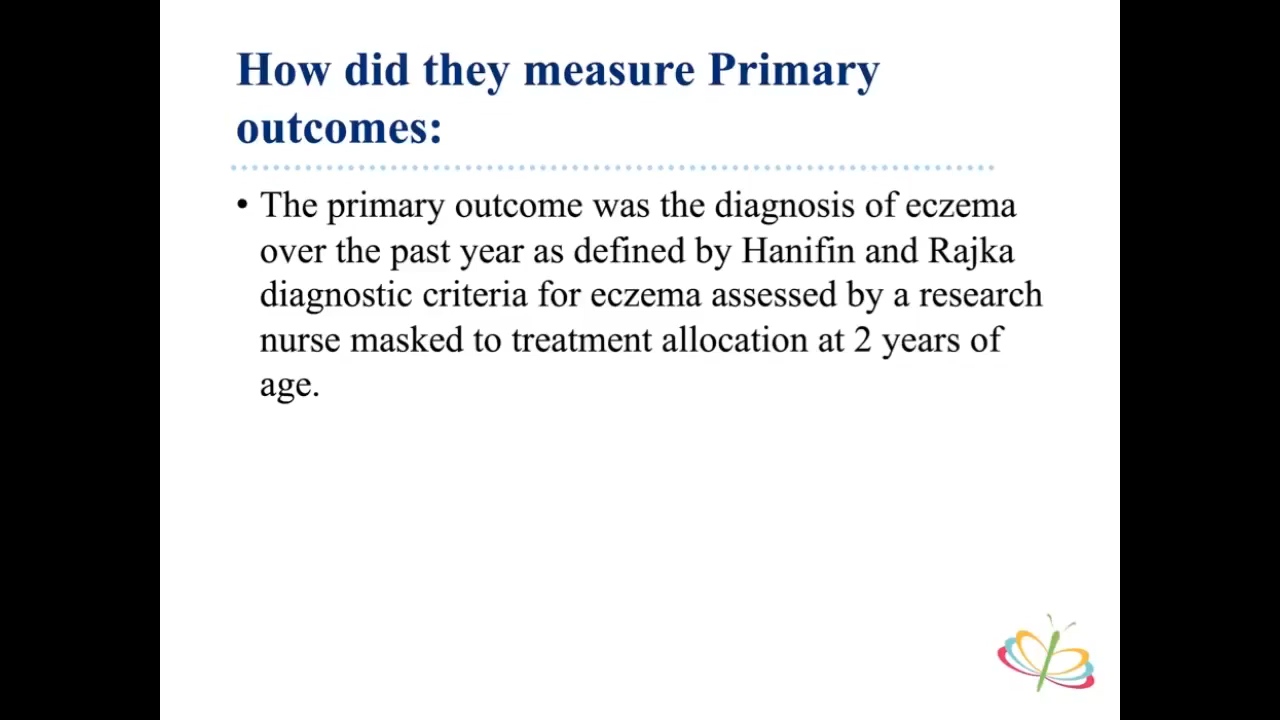 How did they measure Primary
outcomes:
• The primary outcome was the diagnosis of eczema
over the past year as defined by Hanifin and Rajka
diagnostic criteria for eczema assessed by a research
nurse masked to treatment allocation at 2 years of
age.